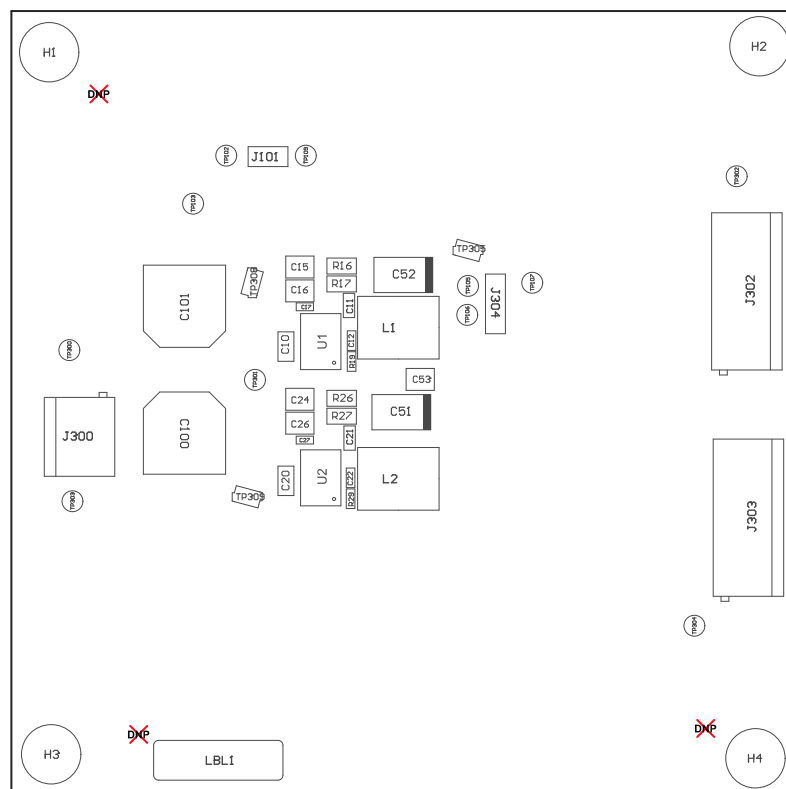 H1
H2
DNP
TP102
J101
TP108
TP302
TP103
TP305
TP308
C15
R16
C52
C16
R17
TP105
J304
TP107
J302
C101
C17
C11
L1
TP106
U1
C10
C12
R19
TP300
TP301
C53
C24
R26
C51
C26
R27
J300
C100
C27
C21
U2
C20
C22
R29
L2
TP309
TP303
J303
TP304
DNP
DNP
H3
LBL1
H4